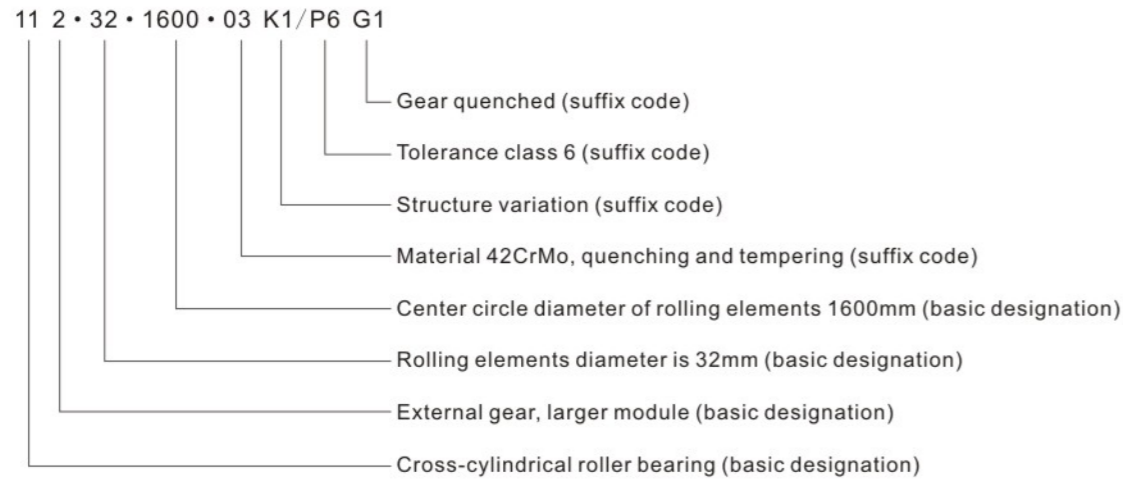 11 2 · 32 · 1600 · 03 K1/P6 G1
Gear quenched (suffix code)
Tolerance class 6 (suffix code)
Structure variation (suffix code)
Material 42CrMo, quenching and tempering (suffix code)
Center circle diameter of rolling elements 1600mm (basic designation)
Rolling elements diameter is 32mm (basic designation)
External gear, larger module (basic designation)
Cross-cylindrical roller bearing (basic designation)